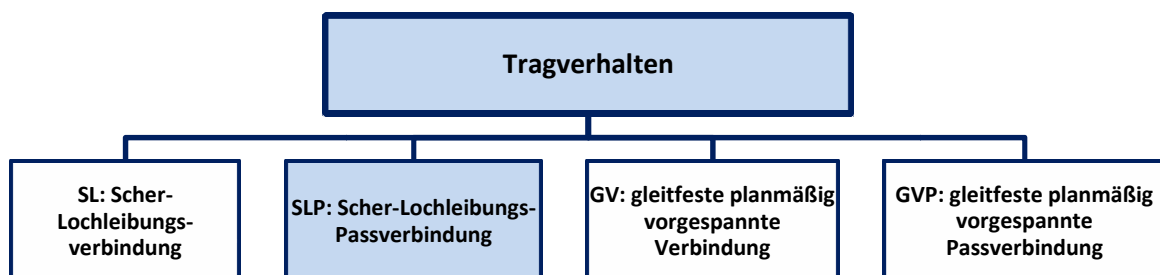 Tragverhalten
SL: Scher-
Lochleibungs-
verbindung
SLP: Scher-Lochleibungs-
Passverbindung
GV: gleitfeste planmäßig
vorgespannte
Verbindung
GVP: gleitfeste planmäßig
vorgespannte
Passverbindung